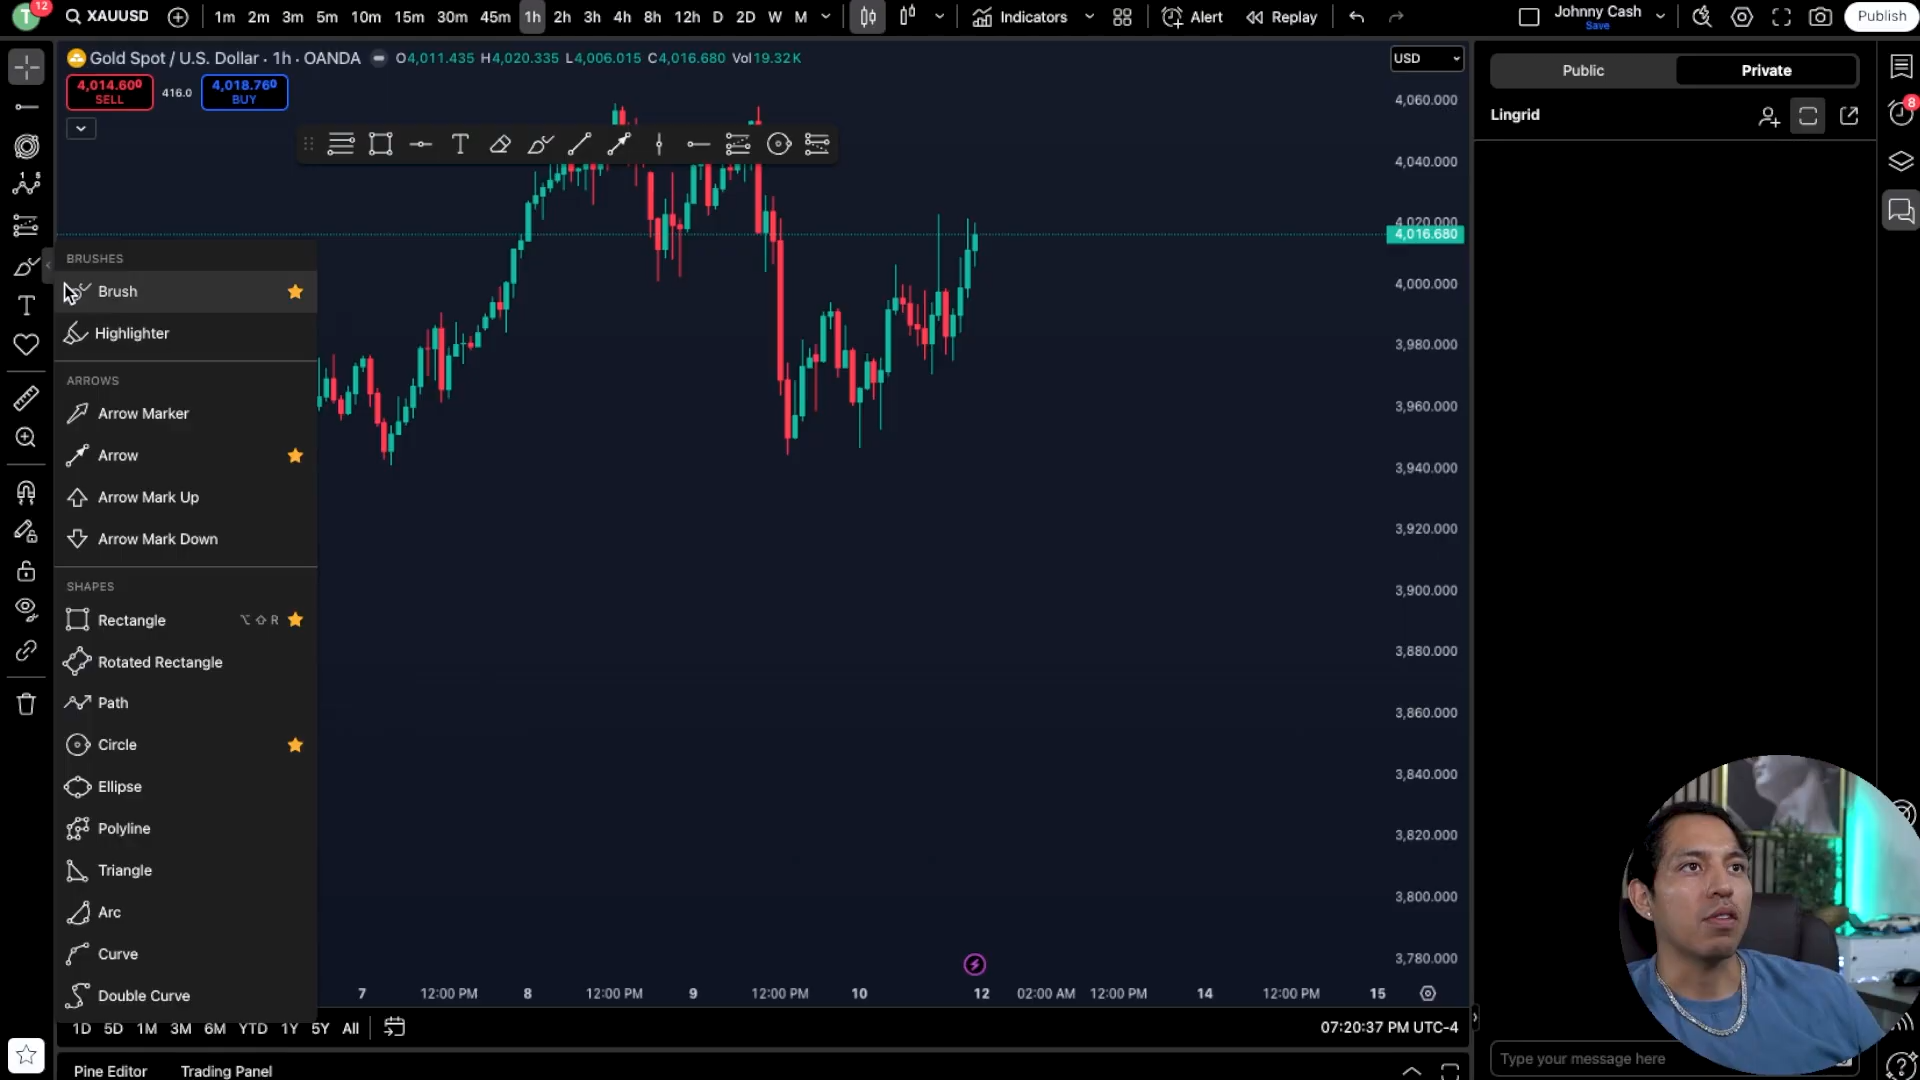 T 12 XAUUSD 1m 2m 3m 5m 10m 15m 30m 45m 1h 2h 3h 4h 8h 12h D 2D W M Indicators Alert Replay Johnny Cash Save Publish
Gold Spot / U.S. Dollar · 1h · OANDA O4,011.435 H4,020.335 L4,006.015 C4,016.680 Vol19.32K
USD
4,014.600 SELL
416.0
4,018.760 BUY
Public Private
Lingrid
8
T
BRUSHES
Brush
Highlighter
ARROWS
Arrow Marker
Arrow
Arrow Mark Up
Arrow Mark Down
SHAPES
Rectangle ⌥ ⇧ R
Rotated Rectangle
Path
Circle
Ellipse
Polyline
Triangle
Arc
Curve
Double Curve
4,060.000
4,040.000
4,020.000
4,016.680
4,000.000
3,980.000
3,960.000
3,940.000
3,920.000
3,900.000
3,880.000
3,860.000
3,840.000
3,820.000
3,800.000
3,780.000
7 12:00 PM 8 12:00 PM 9 12:00 PM 10 12 02:00 AM 12:00 PM 14 12:00 PM 15
1D 5D 1M 3M 6M YTD 1Y 5Y All
07:20:37 PM UTC-4
Pine Editor Trading Panel
Type your message here